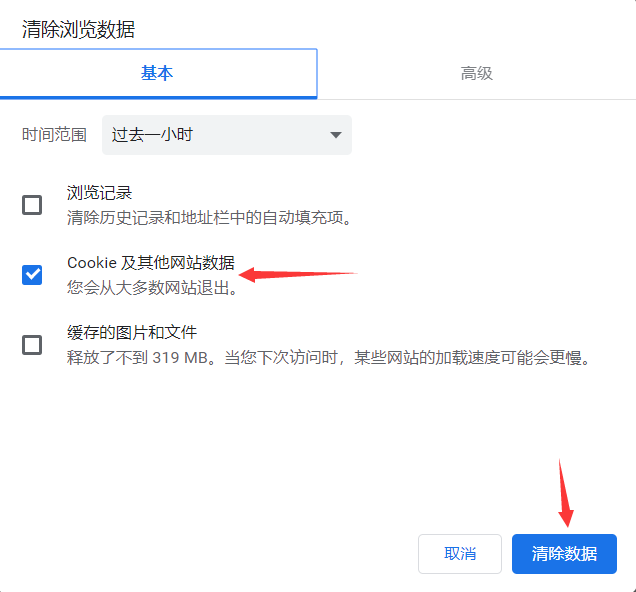 清除浏览数据
基本
高级
时间范围 过去一小时
浏览记录
清除历史记录和地址栏中的自动填充项。
Cookie 及其他网站数据
您会从大多数网站退出。
缓存的图片和文件
释放了不到 319 MB。当您下次访问时，某些网站的加载速度可能会更慢。
取消
清除数据